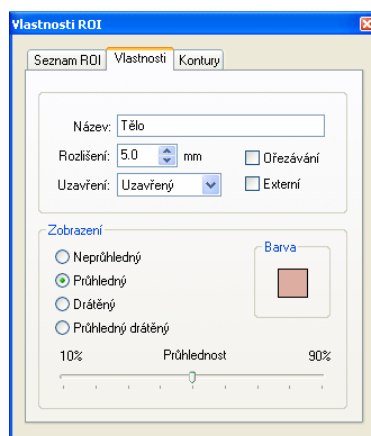 Vlastnosti ROI
Seznam ROI Vlastnosti Kontury
Název: Tělo
Rozlišení: 5.0 mm Ořezávání
Uzavření: Uzavřený Externí
Zobrazení
Barva
Neprůhledný
Průhledný
Drátěný
Průhledný drátěný
10% Průhlednost 90%